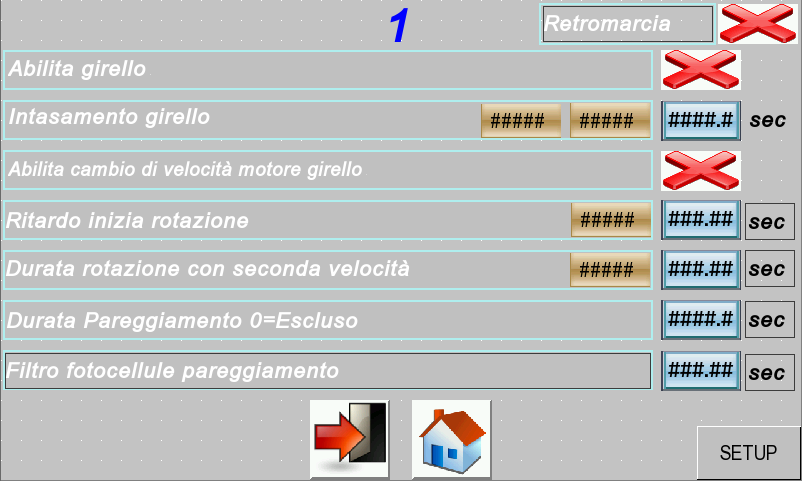 1
Retromarcia
Abilita girello
Intasamento girello ##### ##### ####.# sec
Abilita cambio di velocità motore girello
Ritardo inizia rotazione ##### ###.## sec
Durata rotazione con seconda velocità ##### ###.## sec
Durata Pareggiamento 0=Escluso ####.# sec
Filtro fotocellule pareggiamento ###.## sec
SETUP